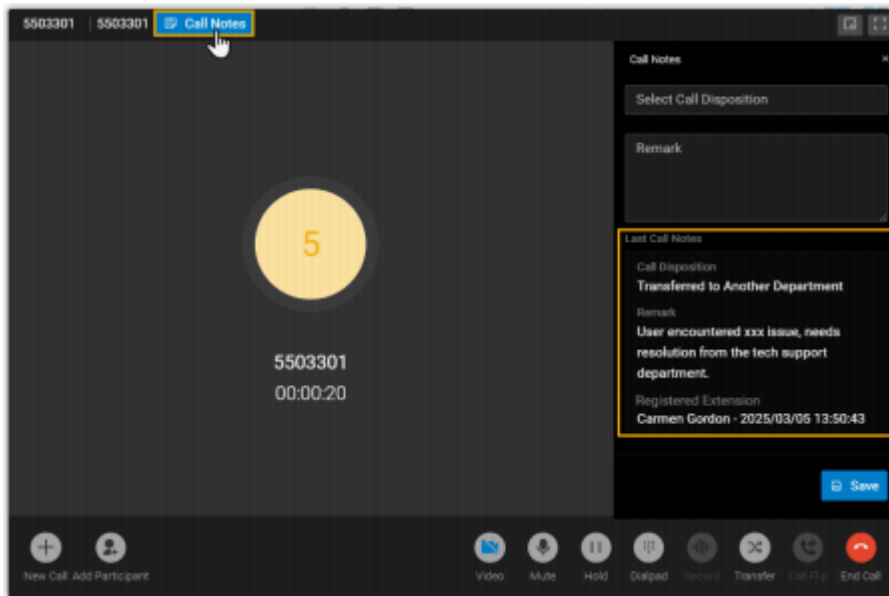 5503301 5503301 Call Notes
Call Notes
Select Call Disposition
Remark
5
5503301
00:00:20
Last Call Notes
Call Disposition
Transferred to Another Department
Remark
User encountered xxx issue, needs
resolution from the tech support
department.
Registered Extension
Carmen Gordon - 2025/03/05 13:50:43
Save
New Call Add Participant Video Mute Hold Dialpad Record Transfer Call Flip End Call